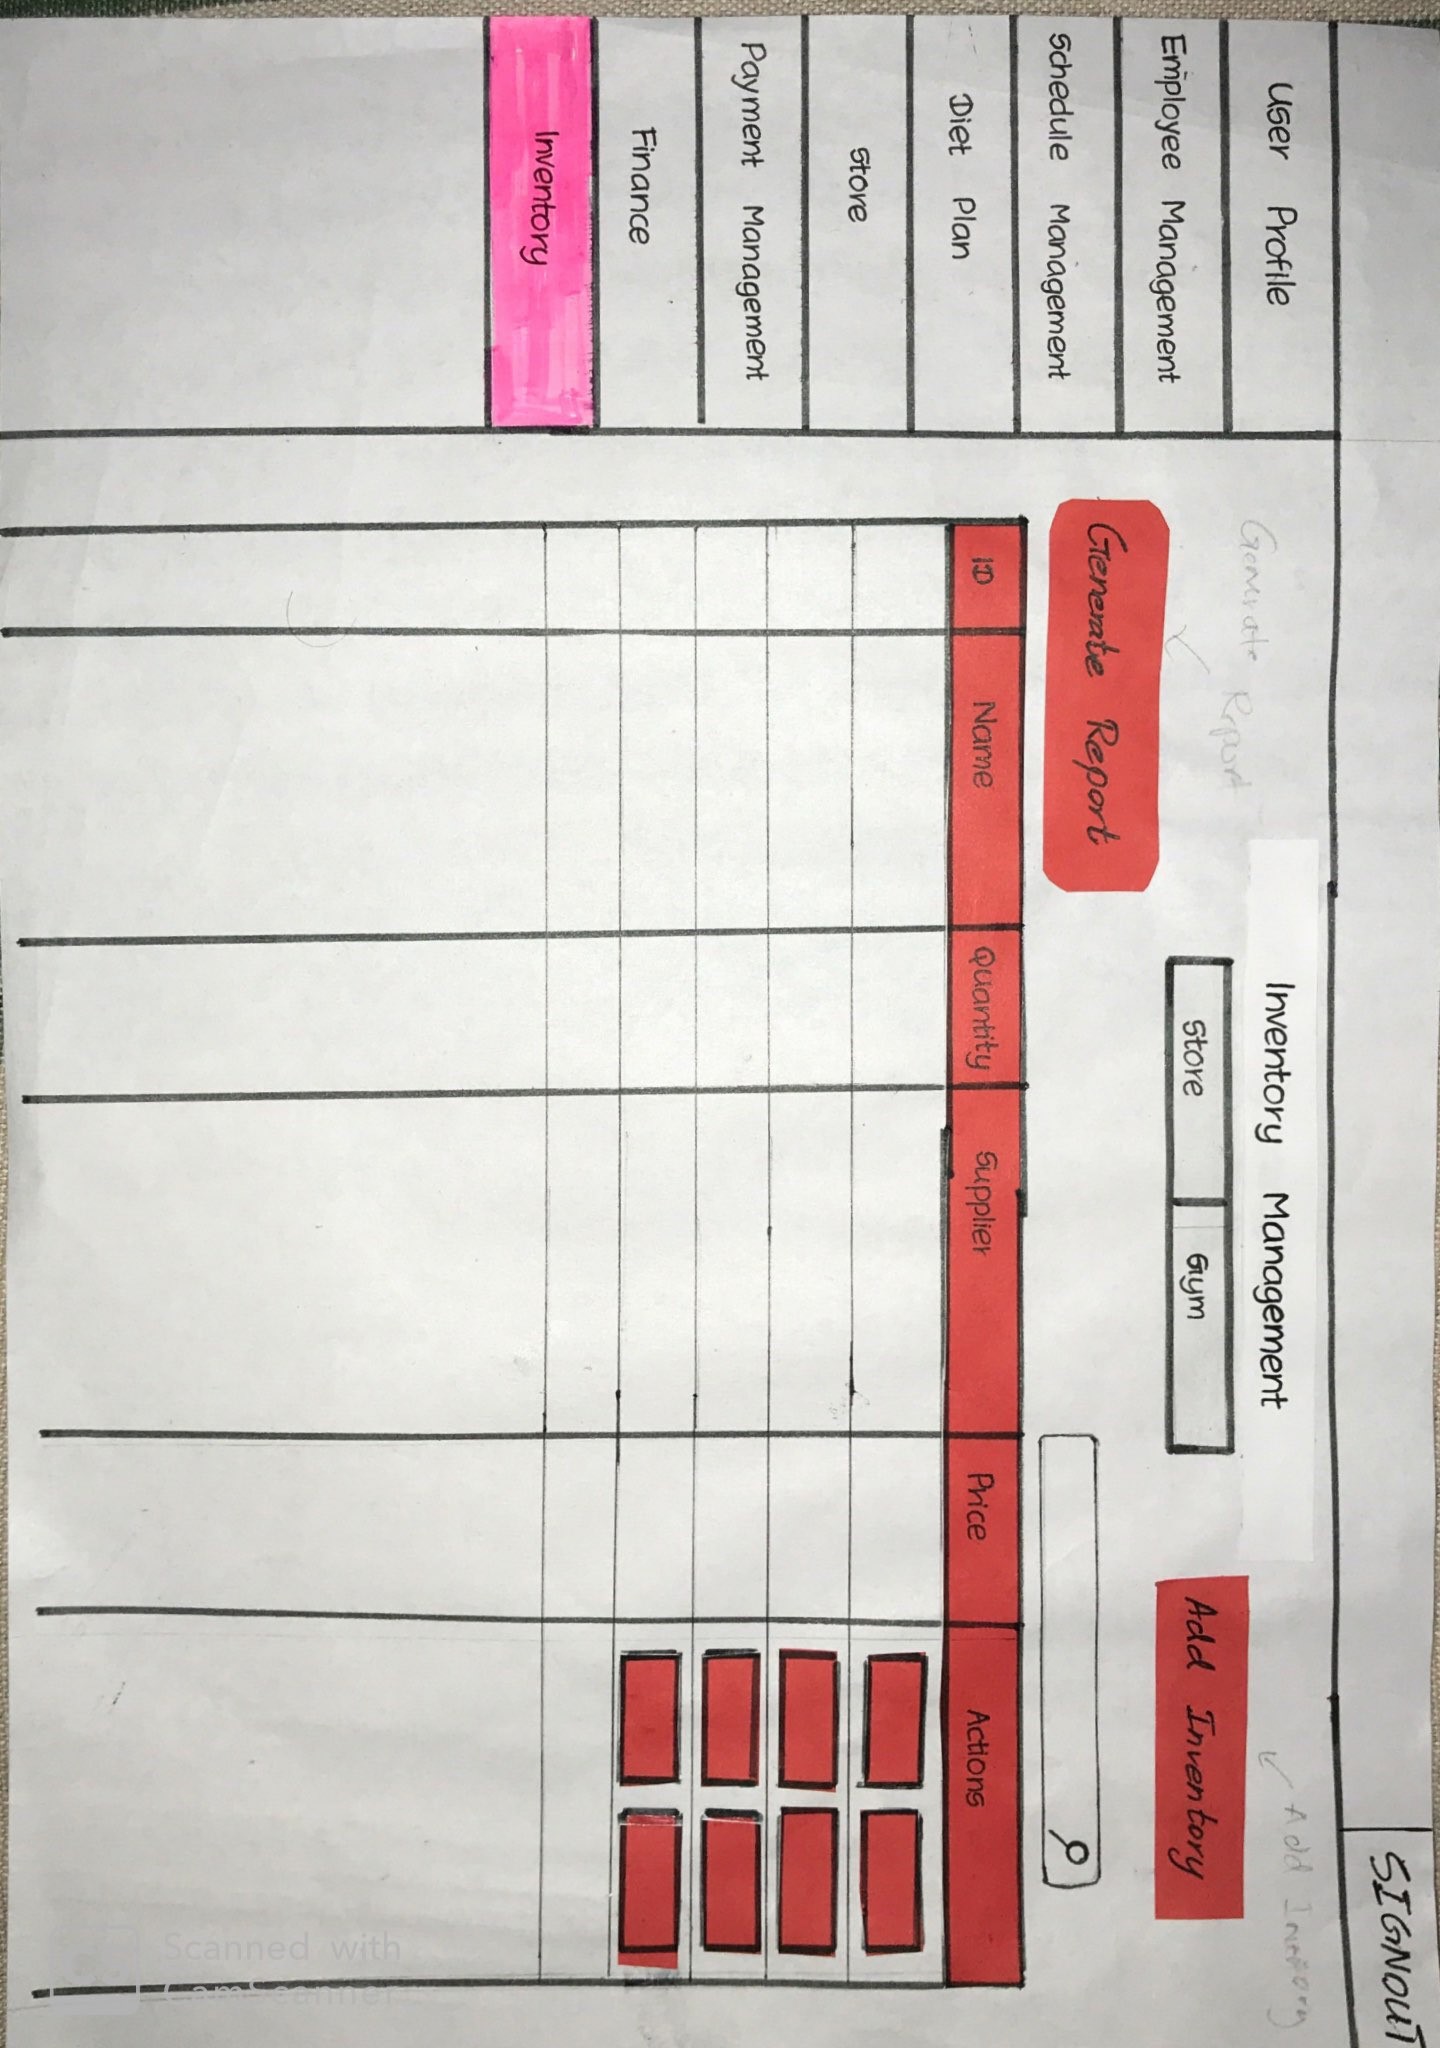 SIGNOUT
User Profile
Employee Management
Schedule Management
Diet Plan
Store
Payment Management
Finance
Inventory
Inventory Management
Generate Report
Add Inventory
Store Gym
Generate Report
Add Inventory
ID Name Quantity Supplier Price Actions
Scanned with
CamScanner